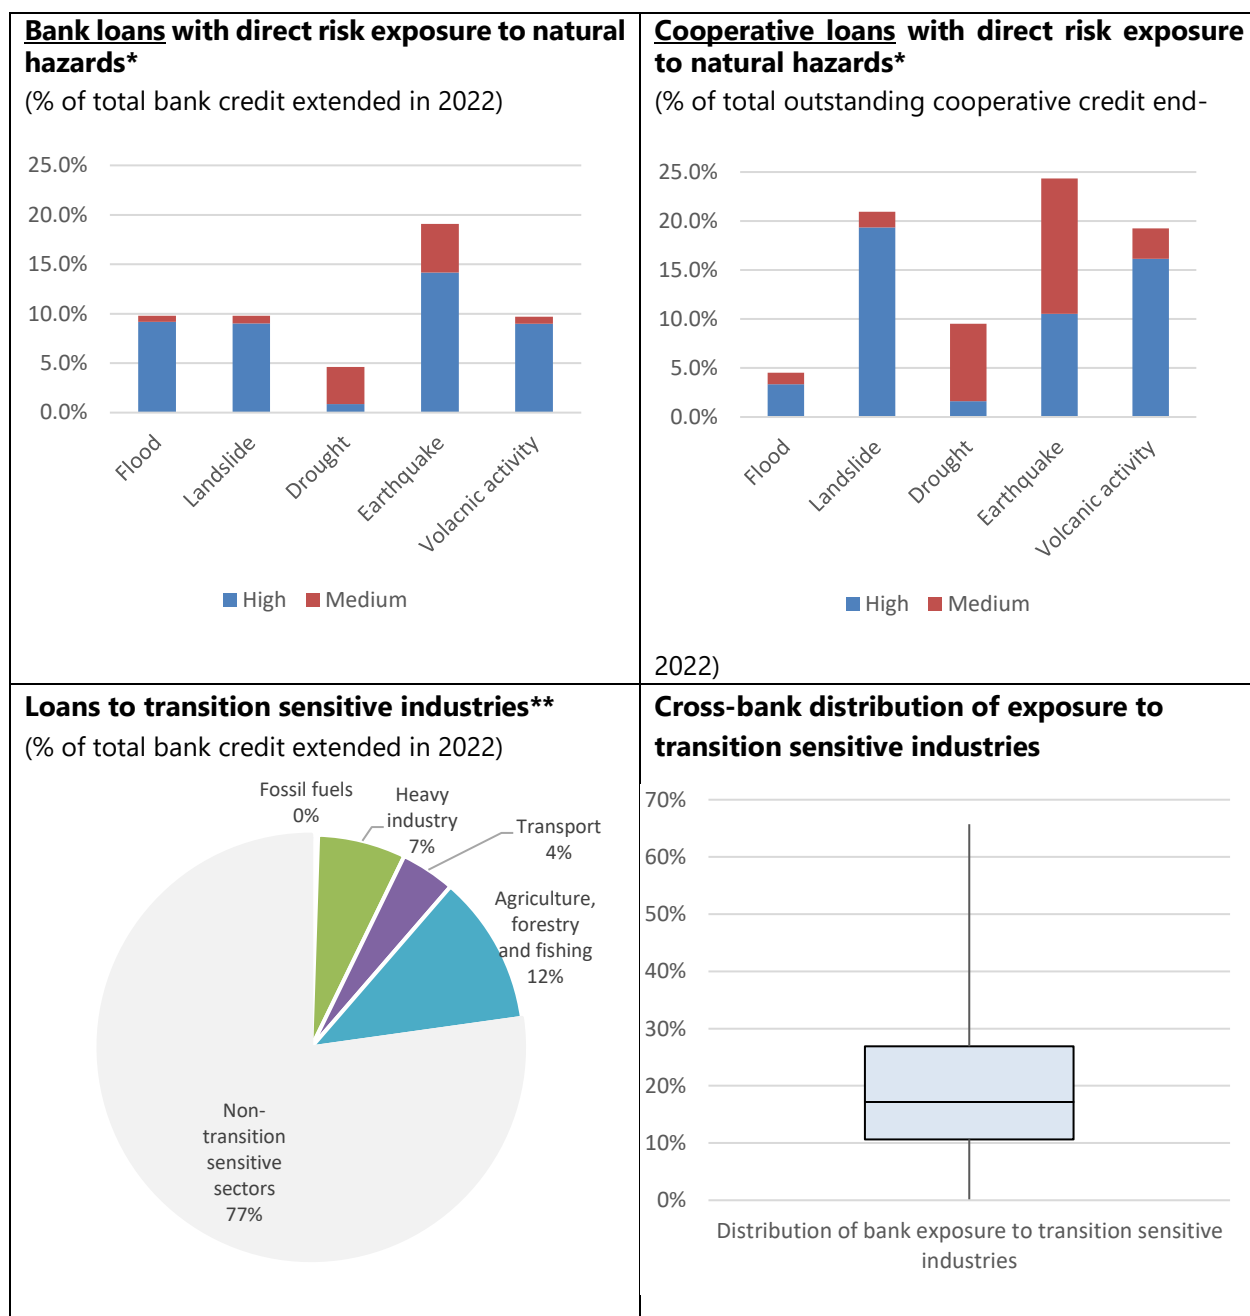 Bank loans with direct risk exposure to natural
hazards*
(% of total bank credit extended in 2022)
25.0%
20.0%
15.0%
10.0%
5.0%
0.0%
Flood
Landslide
Drought
Earthquake
Volacnic activity
High
Medium
Cooperative loans with direct risk exposure
to natural hazards*
(% of total outstanding cooperative credit end-
25.0%
20.0%
15.0%
10.0%
5.0%
0.0%
Flood
Landslide
Drought
Earthquake
Volcanic activity
High
Medium
2022)
Loans to transition sensitive industries**
(% of total bank credit extended in 2022)
Fossil fuels
0%
Heavy
industry
7%
Transport
4%
Agriculture,
forestry
and fishing
12%
Non-
transition
sensitive
sectors
77%
Cross-bank distribution of exposure to
transition sensitive industries
70%
60%
50%
40%
30%
20%
10%
0%
Distribution of bank exposure to transition sensitive
industries